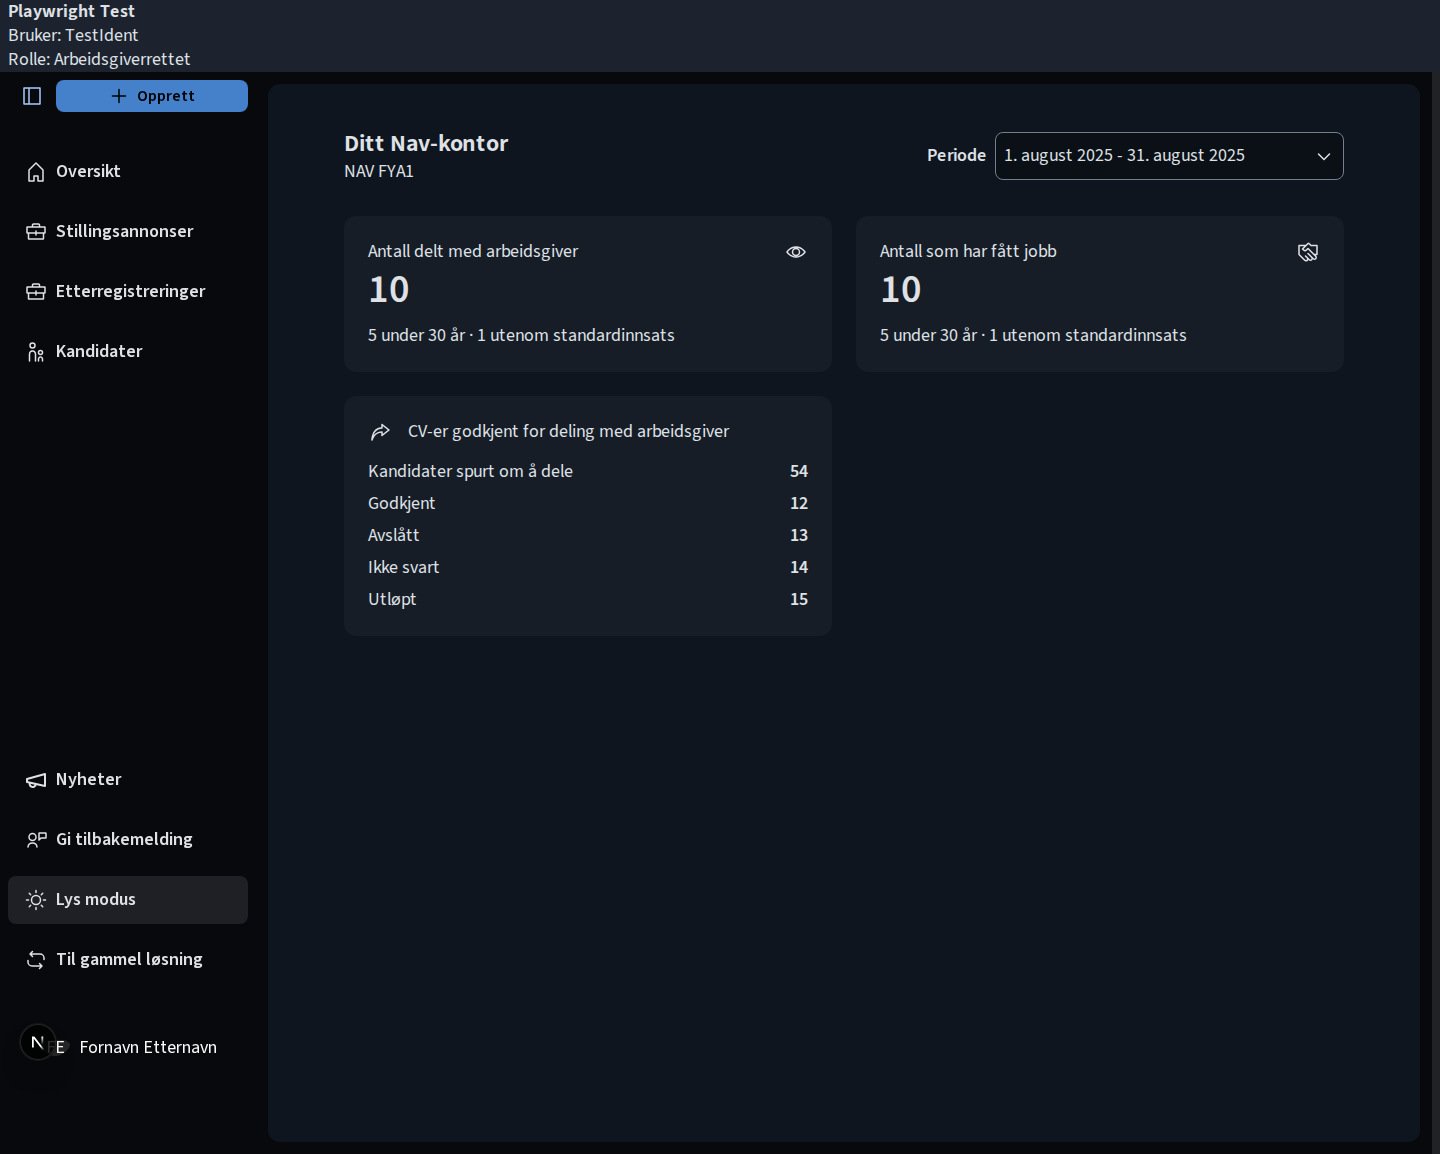 Playwright Test
Bruker: TestIdent
Rolle: Arbeidsgiverrettet
Opprett
Oversikt
Stillingsannonser
Etterregistreringer
Kandidater
Nyheter
Gi tilbakemelding
Lys modus
Til gammel løsning
N
FE
Fornavn Etternavn
Ditt Nav-kontor
NAV FYA1
Periode
1. august 2025 - 31. august 2025
Antall delt med arbeidsgiver
10
5 under 30 år · 1 utenom standardinnsats
Antall som har fått jobb
10
5 under 30 år · 1 utenom standardinnsats
CV-er godkjent for deling med arbeidsgiver
Kandidater spurt om å dele 54
Godkjent 12
Avslått 13
Ikke svart 14
Utløpt 15